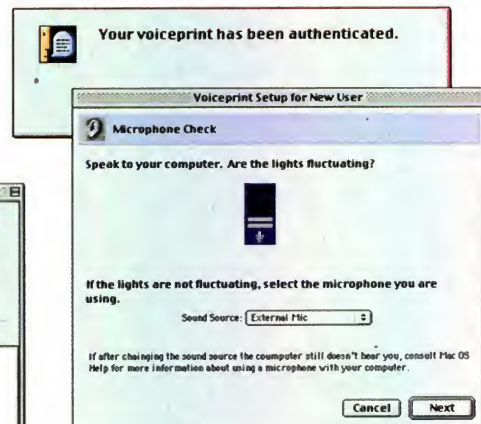 Your voiceprint has been authenticated.
Voiceprint Setup for New User
Microphone Check
Speak to your computer. Are the lights fluctuating?
If the lights are not fluctuating, select the microphone you are
using.
Sound Source: External Mic
If after chainging the sound source the coumputer still doesn't hear you, consult Mac OS
Help for more information about using a microphone with your computer.
Cancel Next